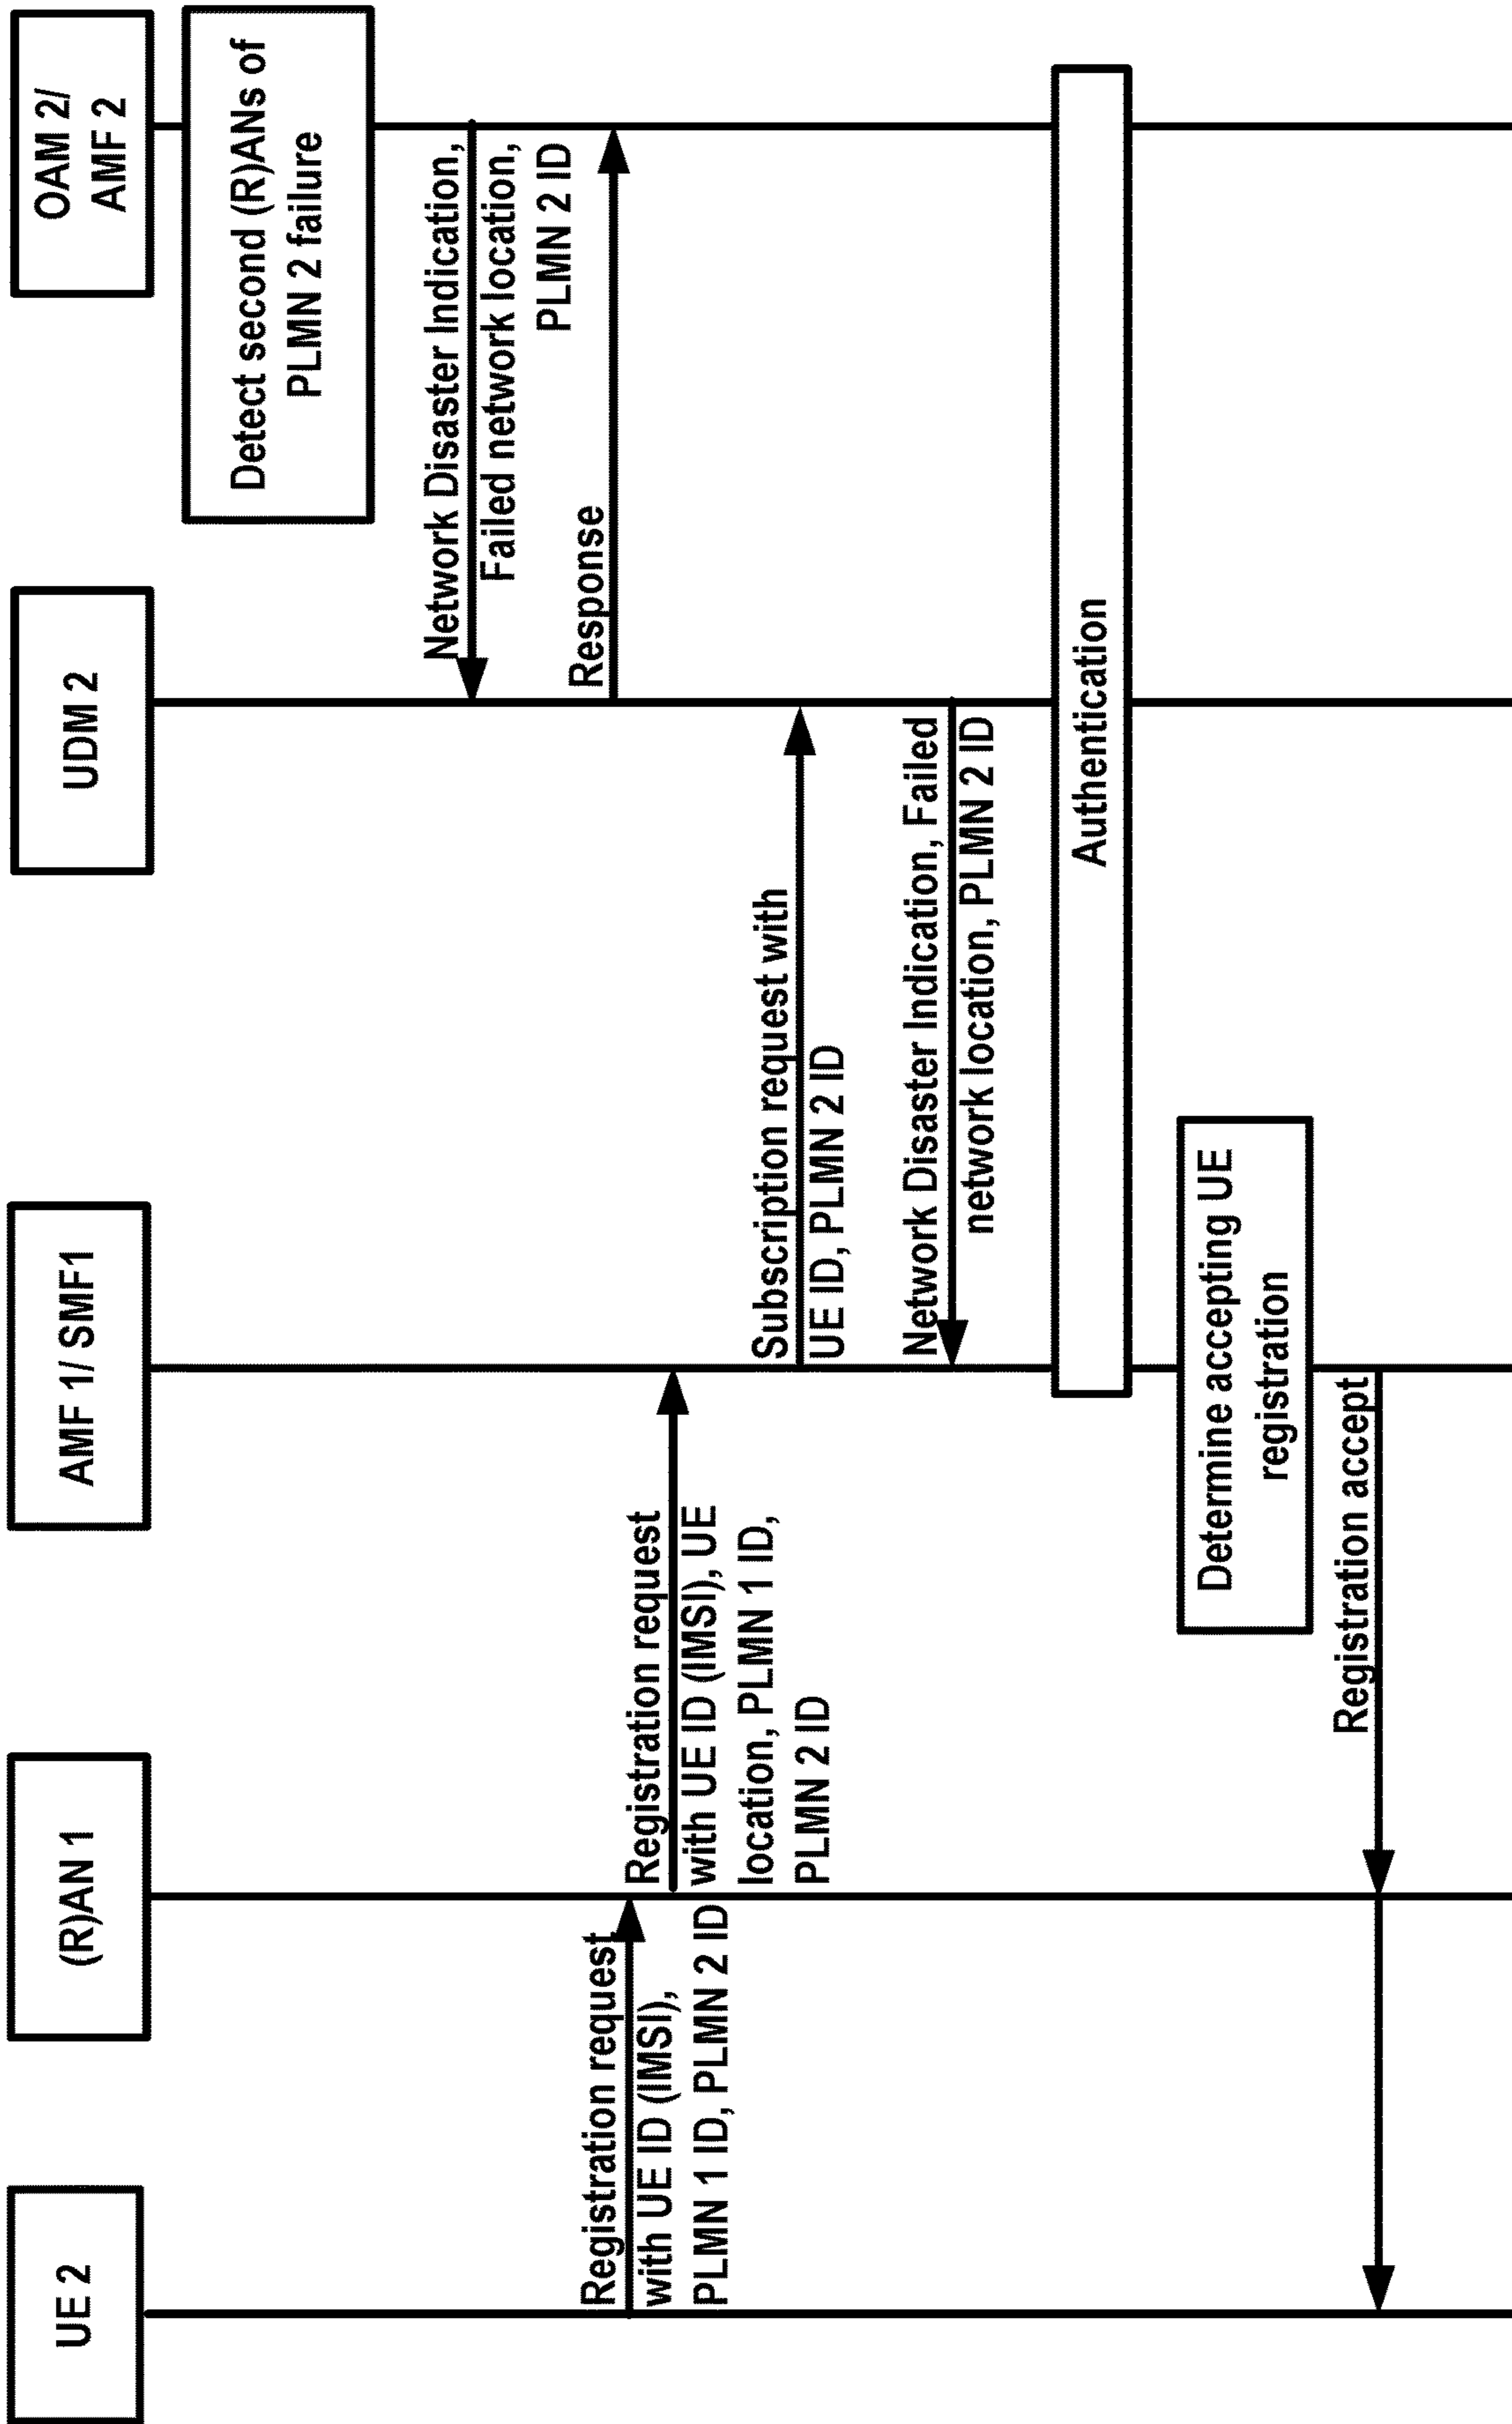 UE 2
(R)AN 1
AMF 1/ SMF1
UDM 2
OAM 2/
AMF 2
Detect second (R)ANs of
PLMN 2 failure
Network Disaster Indication,
Failed network location,
PLMN 2 ID
Response
Registration request
with UE ID (IMSI),
PLMN 1 ID, PLMN 2 ID
Registration request
with UE ID (IMSI), UE
location, PLMN 1 ID,
PLMN 2 ID
Subscription request with
UE ID, PLMN 2 ID
Network Disaster Indication, Failed
network location, PLMN 2 ID
Authentication
Determine accepting UE
registration
Registration accept